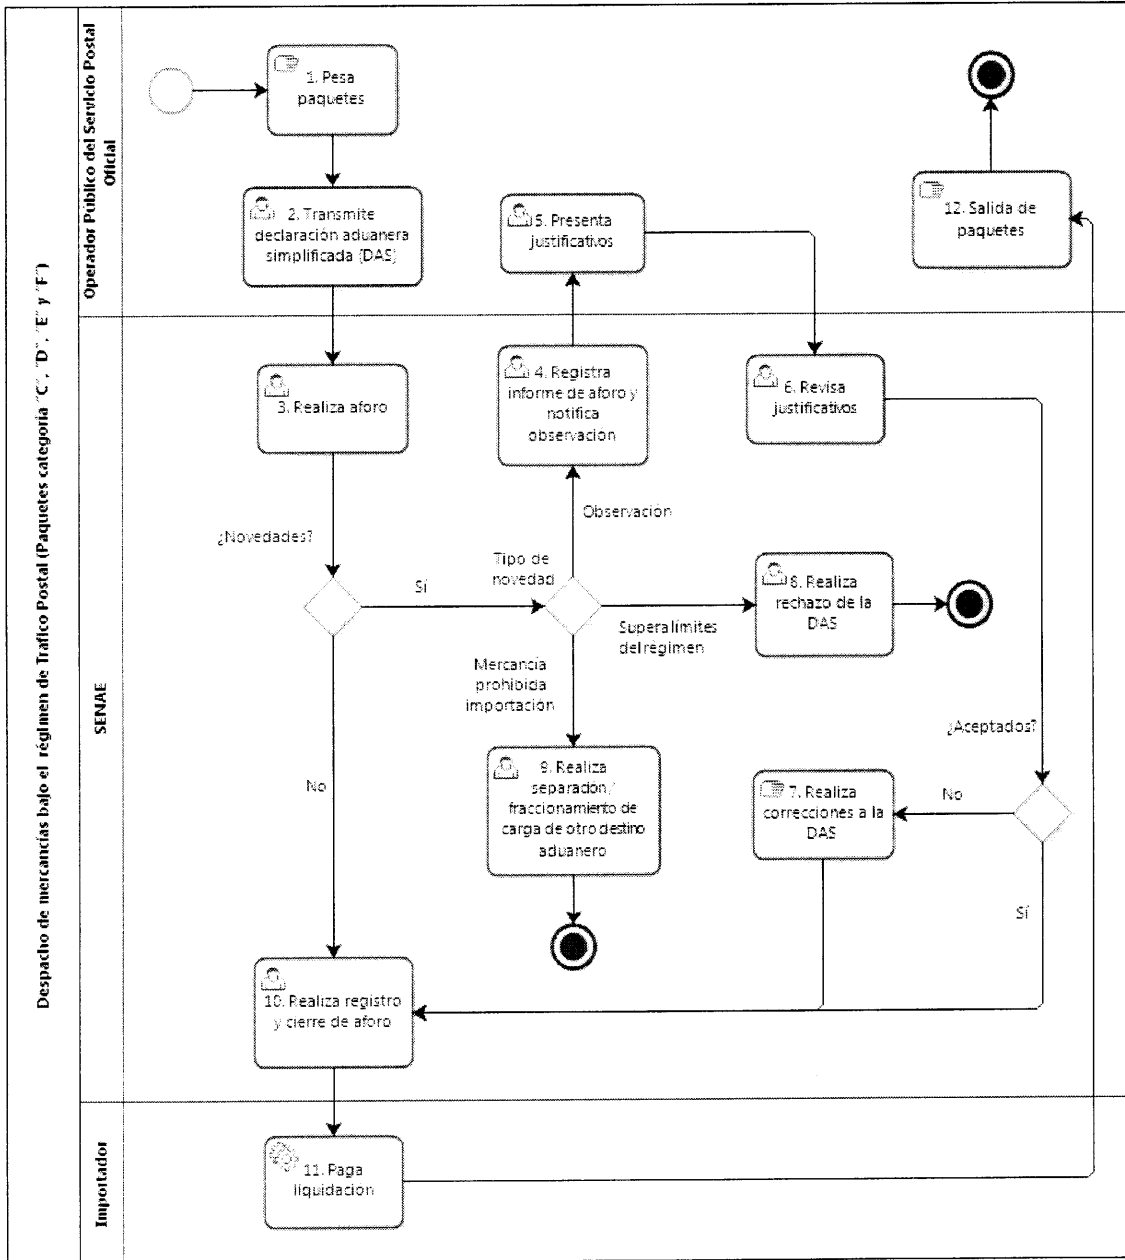 Despacho de mercancías bajo el régimen de Tráfico Postal (Paquetes categoría "C", "D", "E" y "F")
Operador Público del Servicio Postal
Oficial
1. Pesa
paquetes
2. Transmite
declaración aduanera
simplificada (DAS)
5. Presenta
justificativos
12. Salida de
paquetes
SENAE
3. Realiza aforo
4. Registra
informe de aforo y
notifica
observación
6. Revisa
justificativos
¿Novedades?
Sí
No
Tipo de
novedad
Observación
Supera límites
del régimen
Mercancía
prohibida
importación
8. Realiza
rechazo de la
DAS
9. Realiza
separación/
fraccionamiento de
carga de otro destino
aduanero
¿Aceptados?
No
Sí
7. Realiza
correcciones a la
DAS
10. Realiza registro
y cierre de aforo
Importador
11. Paga
liquidacion